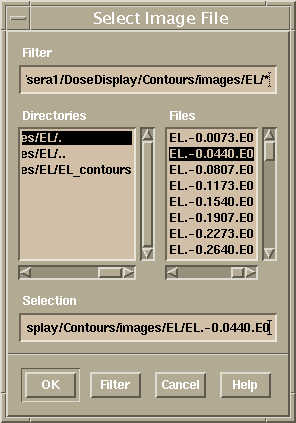 Select Image File
Filter
sera1/DoseDisplay/Contours/images/EL/*
Directories
Files
es/EL/.
es/EL/..
es/EL/EL_contours
EL.-0.0073.E0
EL.-0.0440.E0
EL.-0.0807.E0
EL.-0.1173.E0
EL.-0.1540.E0
EL.-0.1907.E0
EL.-0.2273.E0
EL.-0.2640.E0
Selection
splay/Contours/images/EL/EL.-0.0440.E0
OK
Filter
Cancel
Help